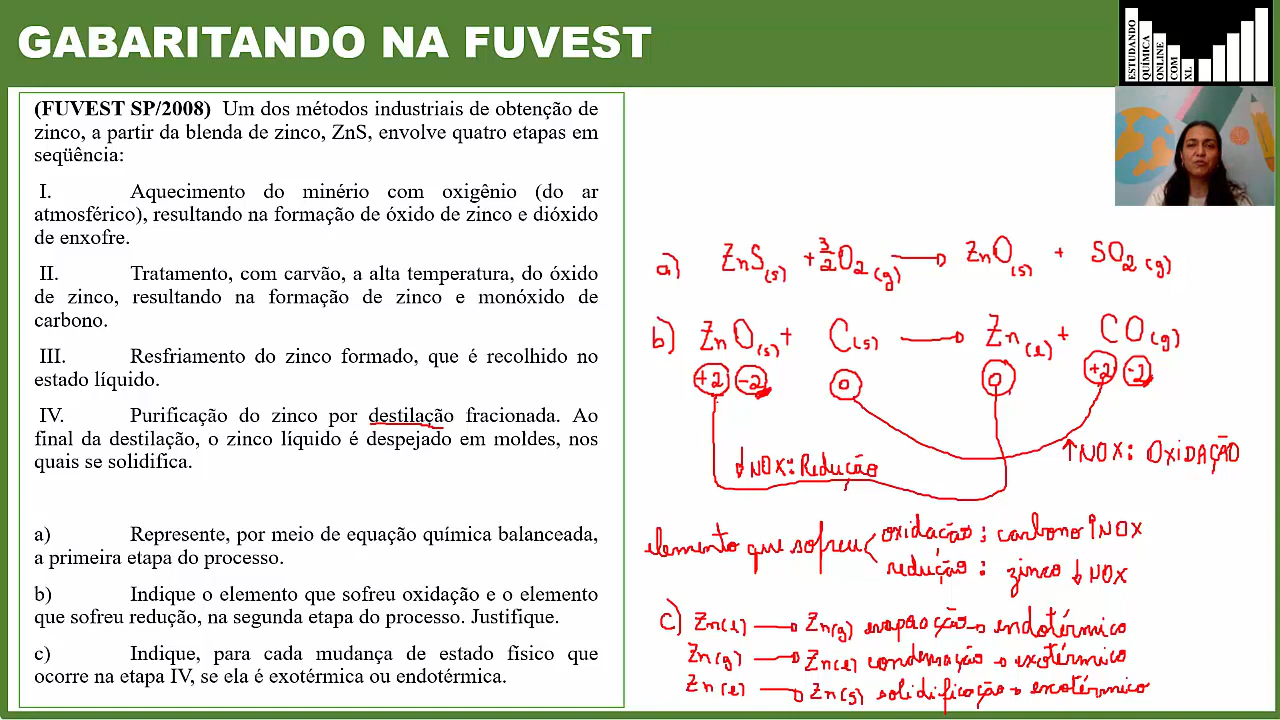 GABARITANDO NA FUVEST
ESTUDANDO
QUÍMICA
ONLINE
COM
XL
(FUVEST SP/2008) Um dos métodos industriais de obtenção de
zinco, a partir da blenda de zinco, ZnS, envolve quatro etapas em
seqüência:
I. Aquecimento do minério com oxigênio (do ar
atmosférico), resultando na formação de óxido de zinco e dióxido
de enxofre.
II. Tratamento, com carvão, a alta temperatura, do óxido
de zinco, resultando na formação de zinco e monóxido de
carbono.
III. Resfriamento do zinco formado, que é recolhido no
estado líquido.
IV. Purificação do zinco por destilação fracionada. Ao
final da destilação, o zinco líquido é despejado em moldes, nos
quais se solidifica.
a) Represente, por meio de equação química balanceada,
a primeira etapa do processo.
b) Indique o elemento que sofreu oxidação e o elemento
que sofreu redução, na segunda etapa do processo. Justifique.
c) Indique, para cada mudança de estado físico que
ocorre na etapa IV, se ela é exotérmica ou endotérmica.
a) ZnS(s) + 3/2 O2(g) → ZnO(s) + SO2(g)
b) ZnO(s) + C(s) → Zn(l) + CO(g)
+2 -2 0 0 +2 -2
↓NOX: Redução ↑NOX: OXIDAÇÃO
elemento que sofreu
oxidação: carbono ↑NOX
redução: zinco ↓NOX
c) Zn(l) → Zn(g) evaporação → endotérmico
Zn(g) → Zn(l) condensação → exotérmico
Zn(l) → Zn(s) solidificação → exotérmico